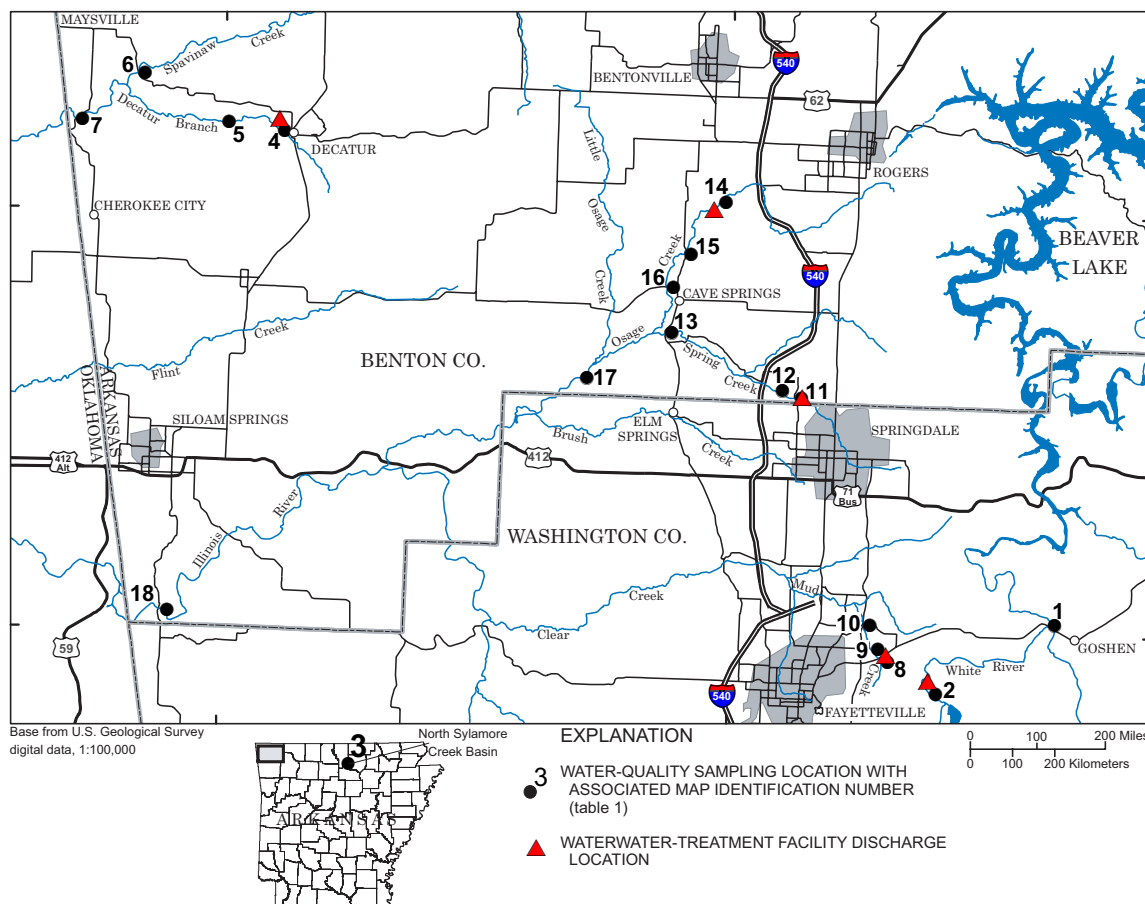 MAYSVILLE
Spavinaw
Creek
6
7
Decatur
Branch
5
4
DECATUR
CHEROKEE CITY
BENTONVILLE
540
62
Little
Osage
Creek
ROGERS
14
15
Creek
16
CAVE SPRINGS
540
BEAVER
LAKE
13
Osage
Spring
Creek
12
11
17
Flint
Creek
BENTON CO.
ARKANSAS
OKLAHOMA
SILOAM SPRINGS
ELM
SPRINGS
SPRINGDALE
Brush
Creek
412
Alt
412
71
Bus
Illinois
River
WASHINGTON CO.
18
59
Clear
Creek
Mud
Creek
10
9
8
1
GOSHEN
White River
2
540
FAYETTEVILLE
Base from U.S. Geological Survey
digital data, 1:100,000
3
North Sylamore
Creek Basin
ARKANSAS
EXPLANATION
3 WATER-QUALITY SAMPLING LOCATION WITH
ASSOCIATED MAP IDENTIFICATION NUMBER
(table 1)
WATERWATER-TREATMENT FACILITY DISCHARGE
LOCATION
0 100 200 Miles
0 100 200 Kilometers